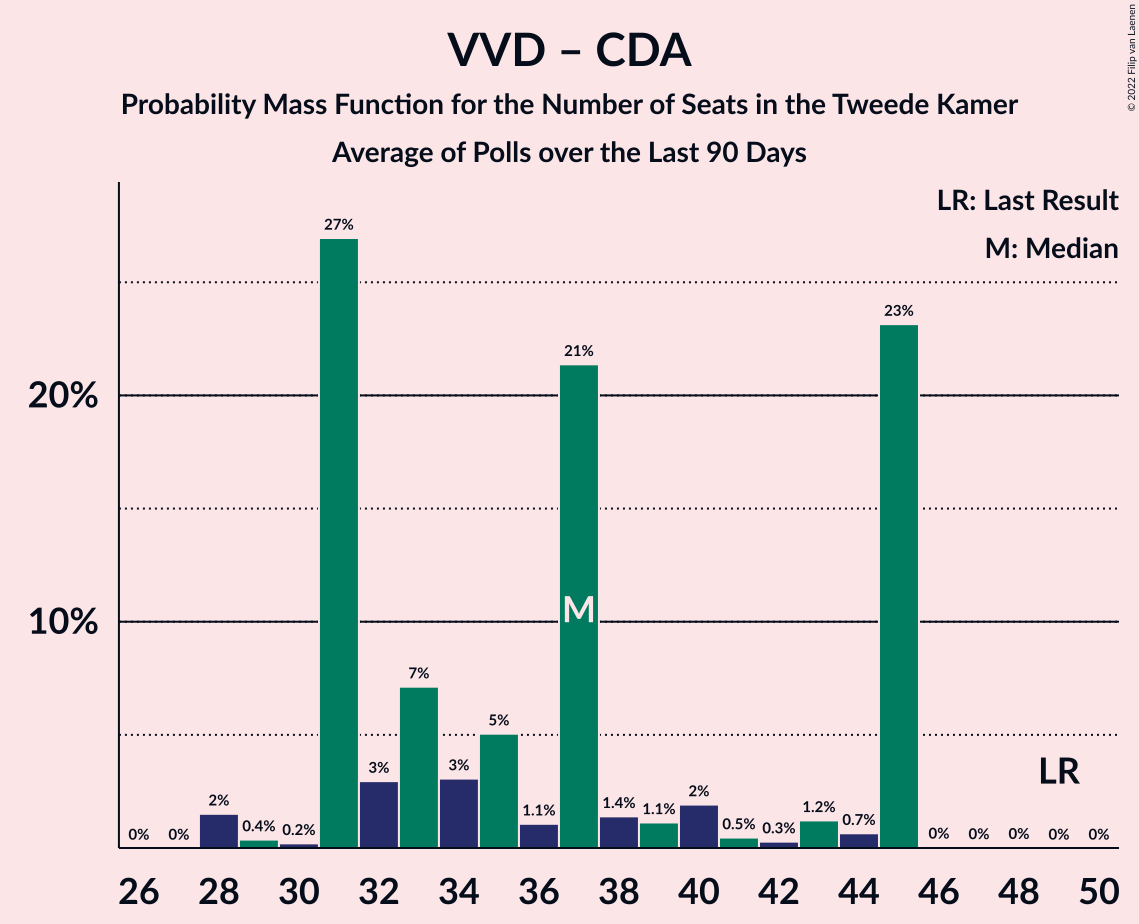 VVD – CDA
Probability Mass Function for the Number of Seats in the Tweede Kamer
Average of Polls over the Last 90 Days
© 2022 Filip van Laenen
LR: Last Result
M: Median
20%
10%
0% 0% 2% 0.4% 0.2% 27% 3% 7% 3% 5% 1.1% 21% 1.4% 1.1% 2% 0.5% 0.3% 1.2% 0.7% 23% 0% 0% 0% 0% 0%
M
LR
26 28 30 32 34 36 38 40 42 44 46 48 50